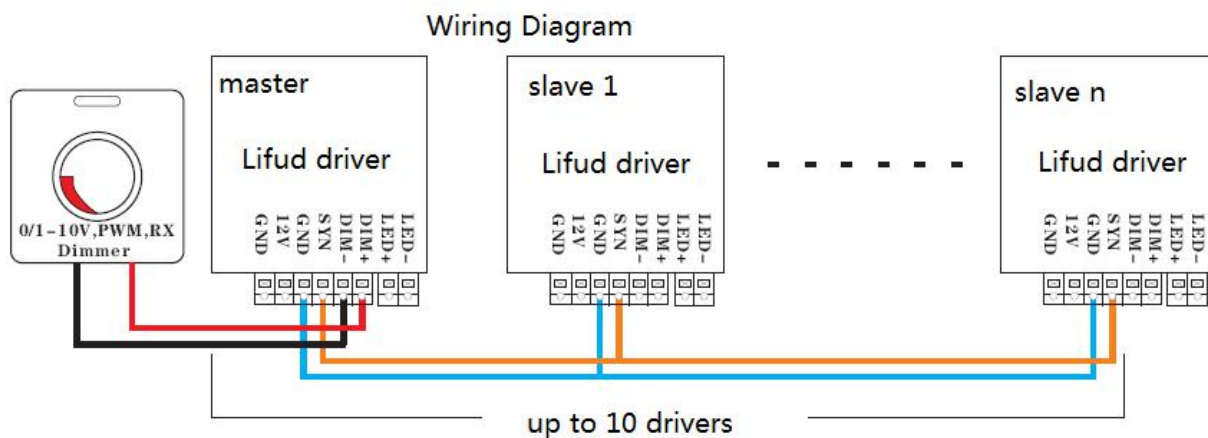 Wiring Diagram
master
Lifud driver
GND
12V
GND
SYN
DIM-
DIM+
LED+
LED-
slave 1
Lifud driver
GND
12V
GND
SYN
DIM-
DIM+
LED+
LED-
slave n
Lifud driver
GND
12V
GND
SYN
DIM-
DIM+
LED+
LED-
0/1-10V,PWM,RX
Dimmer
up to 10 drivers